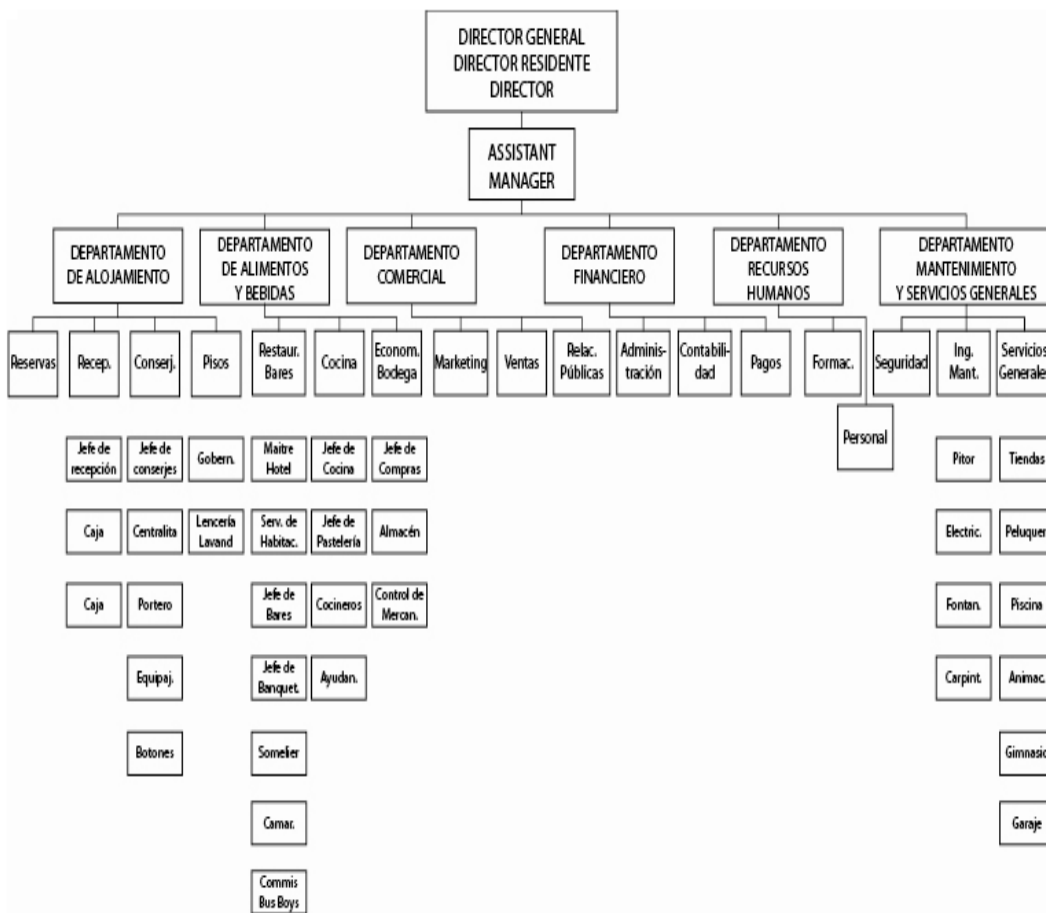 DIRECTOR GENERAL
DIRECTOR RESIDENTE
DIRECTOR
ASSISTANT
MANAGER
DEPARTAMENTO
DE ALOJAMIENTO
DEPARTAMENTO
DE ALIMENTOS
Y BEBIDAS
DEPARTAMENTO
COMERCIAL
DEPARTAMENTO
FINANCIERO
DEPARTAMENTO
RECURSOS
HUMANOS
DEPARTAMENTO
MANTENIMIENTO
Y SERVICIOS GENERALES
Reservas
Recep.
Conserj.
Pisos
Restaur.
Bares
Cocina
Econom.
Bodega
Marketing
Ventas
Relac.
Públicas
Adminis-
tración
Contabili-
dad
Pagos
Formac.
Seguridad
Ing.
Mant.
Servicios
Generale
Personal
Jefe de
recepción
Jefe de
conserjes
Gobern.
Maitre
Hotel
Jefe de
Cocina
Jefe de
Compras
Pitor
Tiendas
Caja
Centralita
Lencería
Lavand
Serv. de
Habitac.
Jefe de
Pastelería
Almacén
Electric.
Peluquer
Caja
Portero
Jefe de
Bares
Cocineros
Control de
Mercan.
Fontan.
Piscina
Equipaj.
Jefe de
Banquet.
Ayudan.
Carpint.
Animac.
Botones
Somelier
Gimnasio
Camar.
Garaje
Commis
Bus Boys